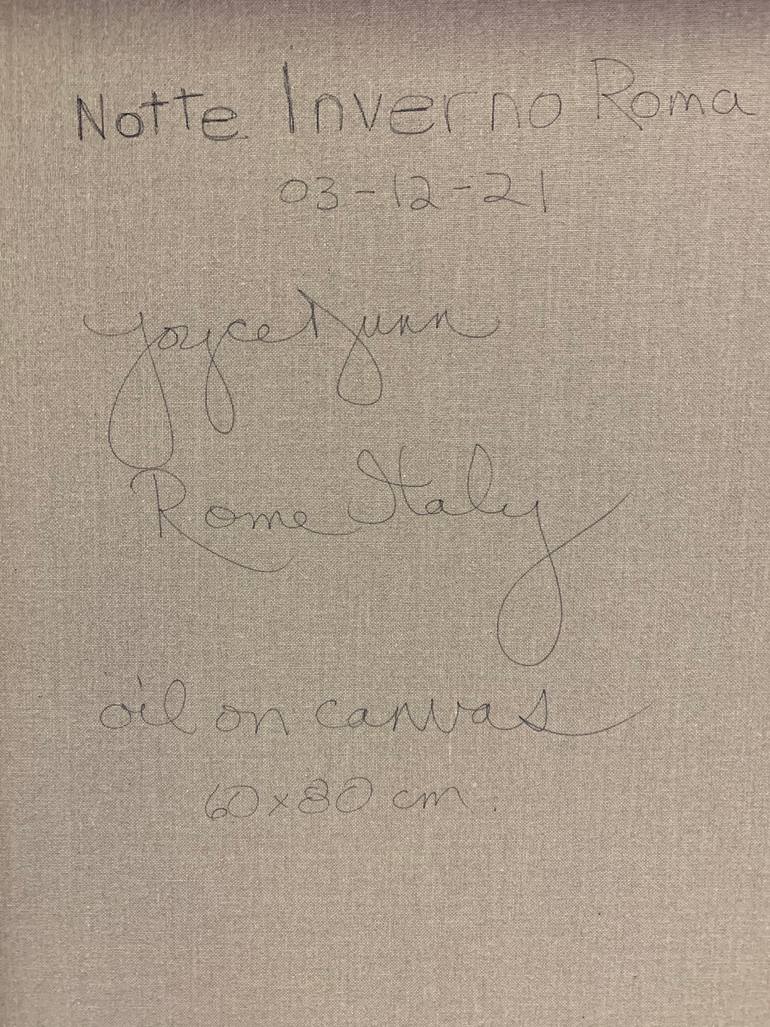 Notte Inverno Roma
03-12-21
Joyce Dunn
Rome Italy
oil on canvas
60x80 cm.